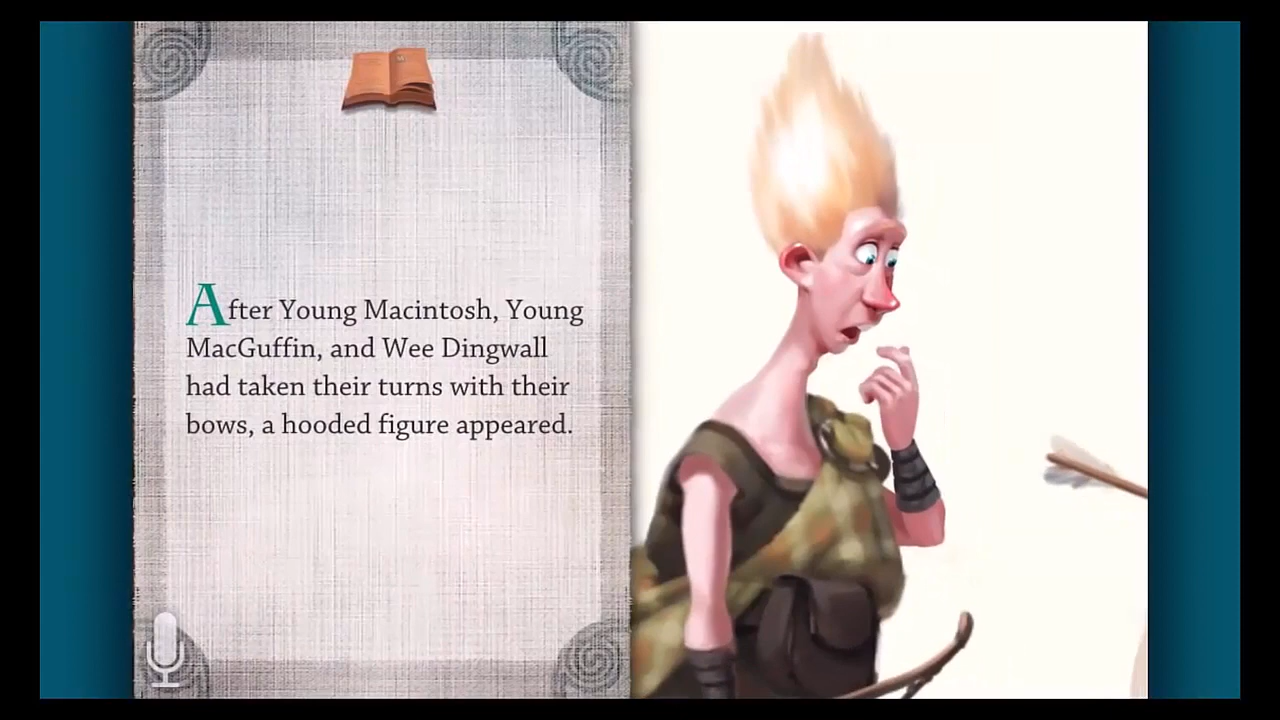 After Young Macintosh, Young
MacGuffin, and Wee Dingwall
had taken their turns with their
bows, a hooded figure appeared.